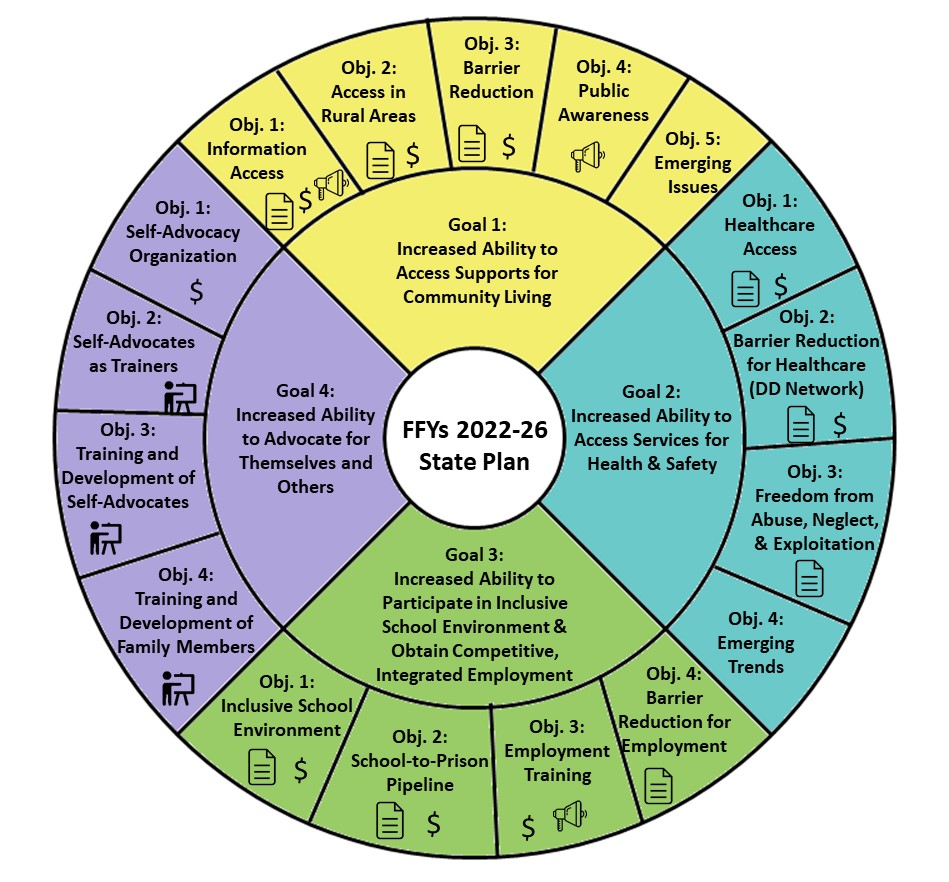 FFYs 2022-26
State Plan
Goal 1:
Increased Ability to
Access Supports for
Community Living
Obj. 1:
Information
Access
$
Obj. 2:
Access in
Rural Areas
$
Obj. 3:
Barrier
Reduction
$
Obj. 4:
Public
Awareness
Obj. 5:
Emerging
Issues
Goal 2:
Increased Ability to
Access Services for
Health & Safety
Obj. 1:
Healthcare
Access
$
Obj. 2:
Barrier Reduction
for Healthcare
(DD Network)
$
Obj. 3:
Freedom from
Abuse, Neglect,
& Exploitation
Obj. 4:
Emerging
Trends
Goal 3:
Increased Ability to
Participate in Inclusive
School Environment &
Obtain Competitive,
Integrated Employment
Obj. 1:
Inclusive School
Environment
$
Obj. 2:
School-to-Prison
Pipeline
$
Obj. 3:
Employment
Training
$
Obj. 4:
Barrier
Reduction for
Employment
Goal 4:
Increased Ability
to Advocate for
Themselves and
Others
Obj. 1:
Self-Advocacy
Organization
$
Obj. 2:
Self-Advocates
as Trainers
Obj. 3:
Training and
Development of
Self-Advocates
Obj. 4:
Training and
Development of
Family Members